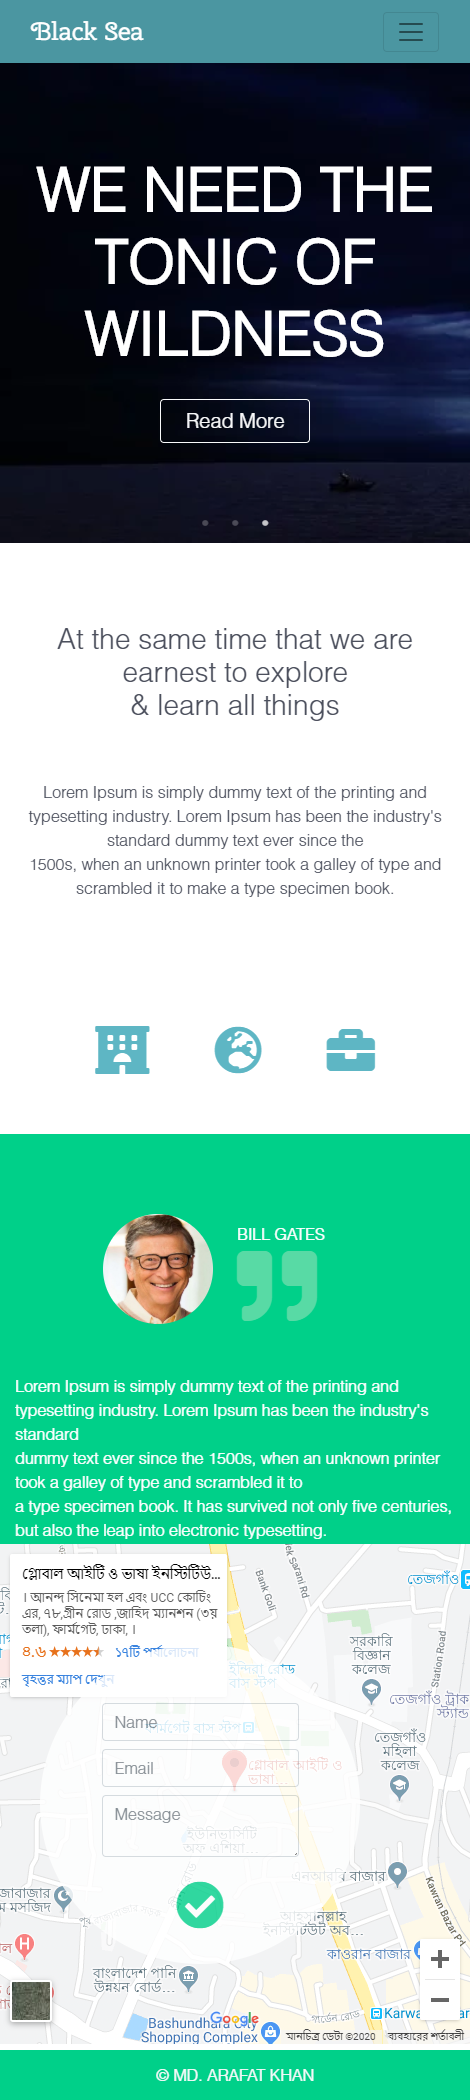 Black Sea
WE NEED THE
TONIC OF
WILDNESS
Read More
At the same time that we are
earnest to explore
& learn all things
Lorem Ipsum is simply dummy text of the printing and
typesetting industry. Lorem Ipsum has been the industry's
standard dummy text ever since the
1500s, when an unknown printer took a galley of type and
scrambled it to make a type specimen book.
BILL GATES
Lorem Ipsum is simply dummy text of the printing and
typesetting industry. Lorem Ipsum has been the industry's
standard
dummy text ever since the 1500s, when an unknown printer
took a galley of type and scrambled it to
a type specimen book. It has survived not only five centuries,
but also the leap into electronic typesetting.
গ্লোবাল আইটি ও ভাষা ইনস্টিটিউ...
। আনন্দ সিনেমা হল এবং UCC কোচিং
এর, ৭৮,গ্রীন রোড ,জাহিদ ম্যানশন (৩য়
তলা), ফার্মগেট, ঢাকা, ।
৪.৬ ১৭টি পর্যালোচনা
বৃহত্তর ম্যাপ দেখুন
Bank Goli
Sarani Rd
তেজগাঁও
Station Road
সরকারি
বিজ্ঞান
কলেজ
ইন্দিরা রোড
বাস স্টপ
তেজগাঁও ট্রাক
স্ট্যান্ড
Name
ফার্মগেট বাস স্টপ
তেজগাঁও
মহিলা
কলেজ
গ্লোবাল আইটি ও
ভাষা...
Email
Message
ইউনিভার্সিটি
অফ এশিয়া...
বাজার
Kawran Bazar Rd
মসজিদ
আহসানুল্লাহ
ইনস্টিটিউট অব...
কাওরান বাজার
বাংলাদেশ পানি
উন্নয়ন বোর্ড...
Google
গার্ডেন রোড
Bashundhara City
Shopping Complex
মানচিত্র ডেটা ©2020
ব্যবহারের শর্তাবলী
© MD. ARAFAT KHAN